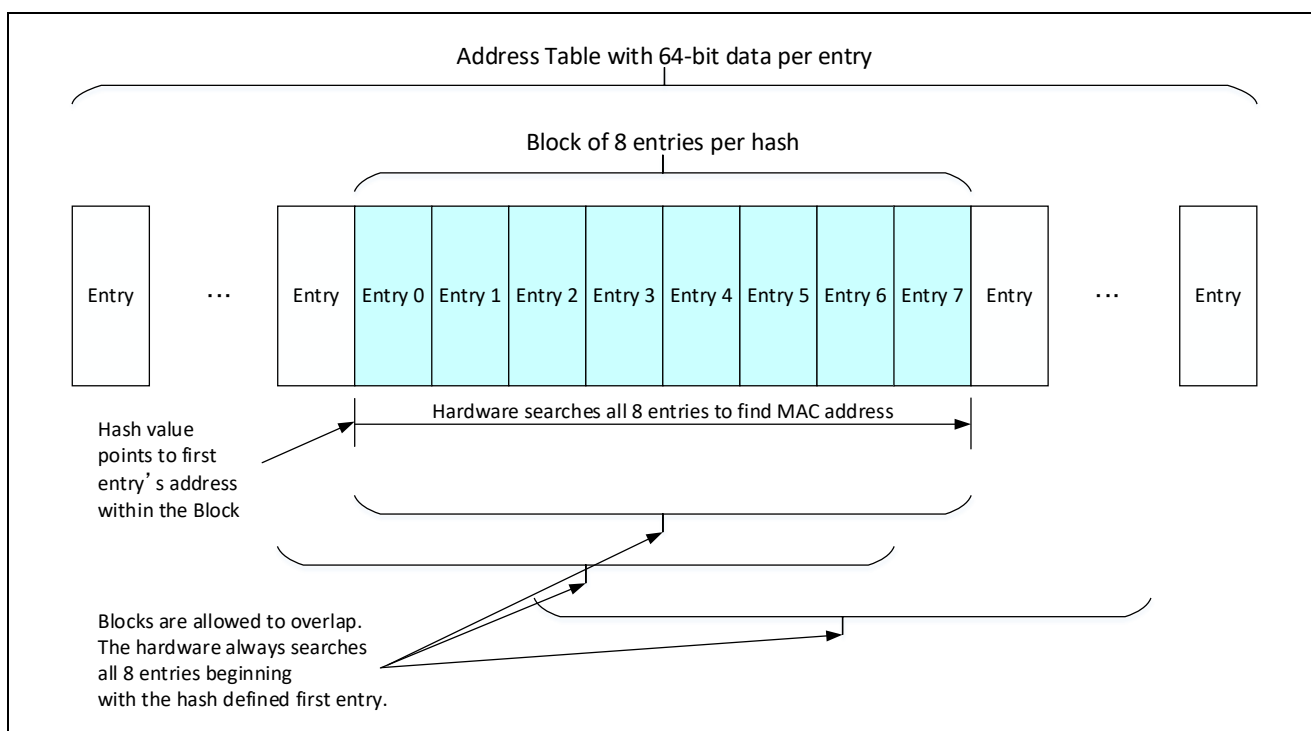 Address Table with 64-bit data per entry
Block of 8 entries per hash
Entry ... Entry Entry 0 Entry 1 Entry 2 Entry 3 Entry 4 Entry 5 Entry 6 Entry 7 Entry ... Entry
Hardware searches all 8 entries to find MAC address
Hash value
points to first
entry’s address
within the Block
Blocks are allowed to overlap.
The hardware always searches
all 8 entries beginning
with the hash defined first entry.